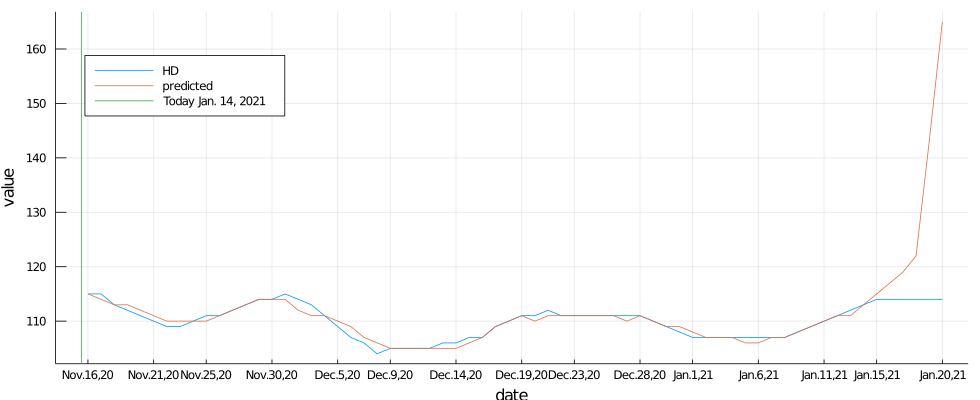 160
150
140
130
120
110
value
HD
predicted
Today Jan. 14, 2021
Nov.16,20 Nov.21,20 Nov.25,20 Nov.30,20 Dec.5,20 Dec.9,20 Dec.14,20 Dec.19,20 Dec.23,20 Dec.28,20 Jan.1,21 Jan.6,21 Jan.11,21 Jan.15,21 Jan.20,21
date